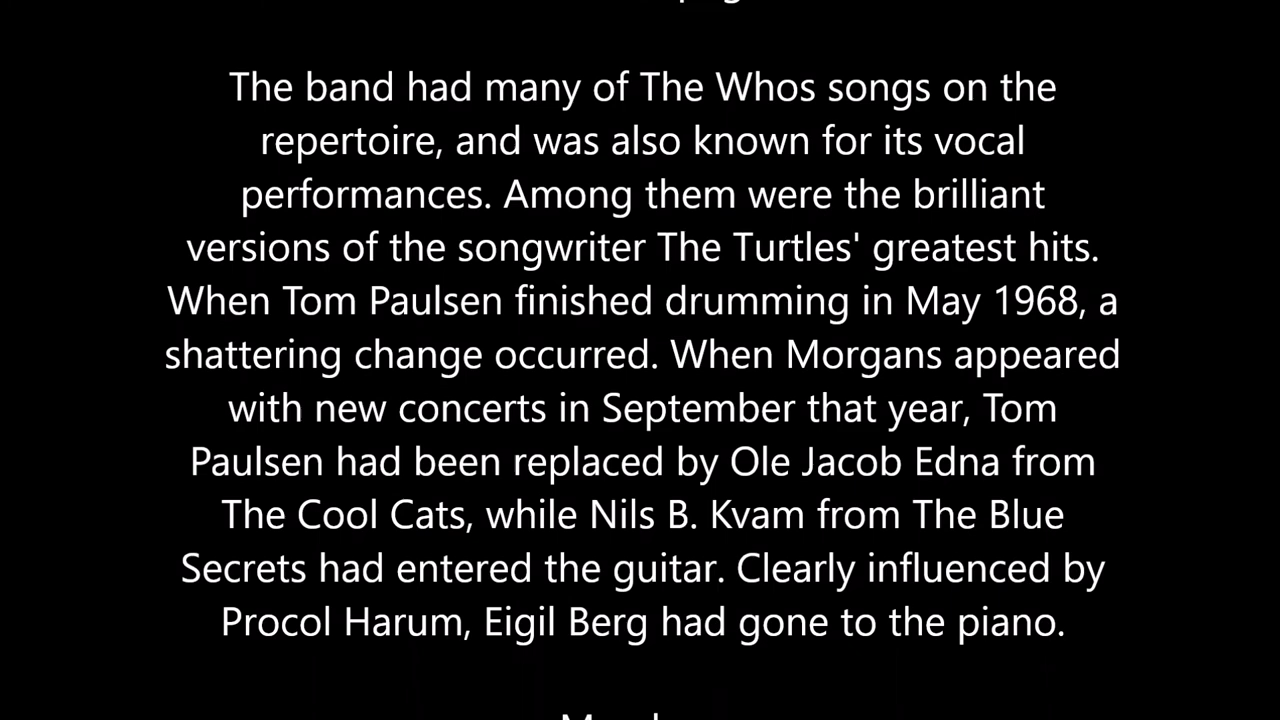 The band had many of The Whos songs on the
repertoire, and was also known for its vocal
performances. Among them were the brilliant
versions of the songwriter The Turtles' greatest hits.
When Tom Paulsen finished drumming in May 1968, a
shattering change occurred. When Morgans appeared
with new concerts in September that year, Tom
Paulsen had been replaced by Ole Jacob Edna from
The Cool Cats, while Nils B. Kvam from The Blue
Secrets had entered the guitar. Clearly influenced by
Procol Harum, Eigil Berg had gone to the piano.